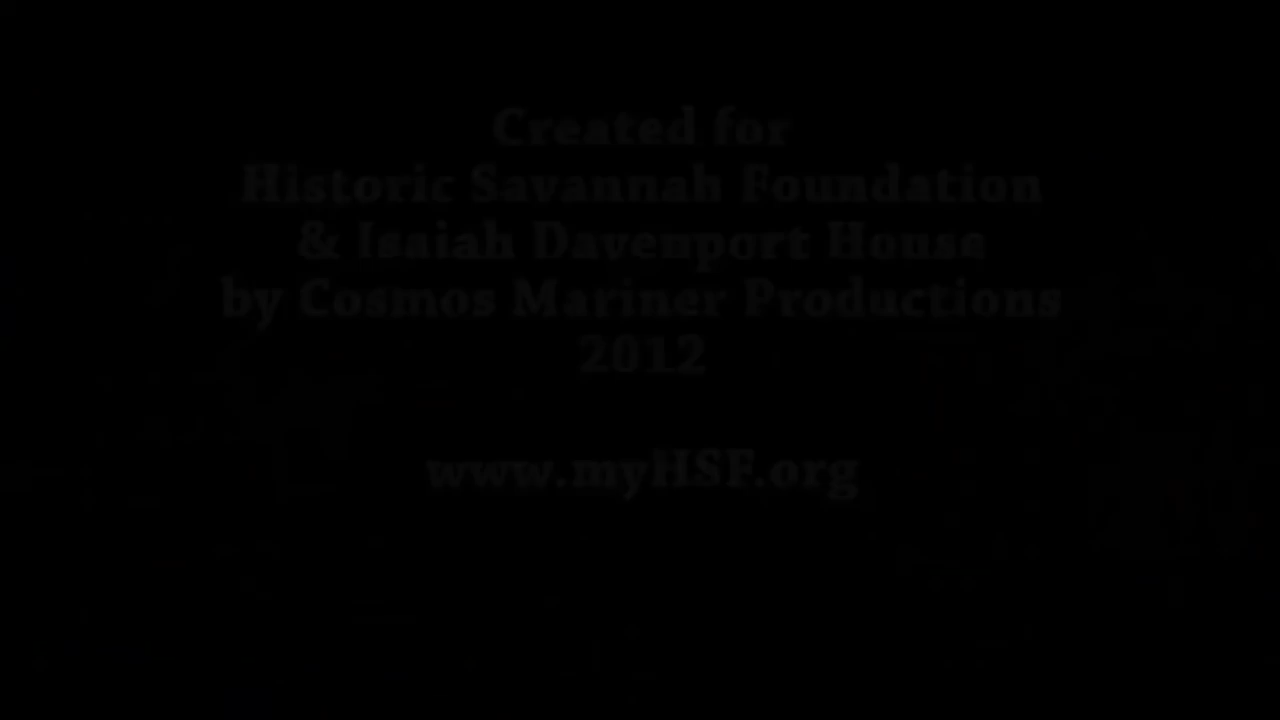 Created for
Historic Savannah Foundation
& Isaiah Davenport House
by Cosmos Mariner Productions
2012
www.myHSF.org